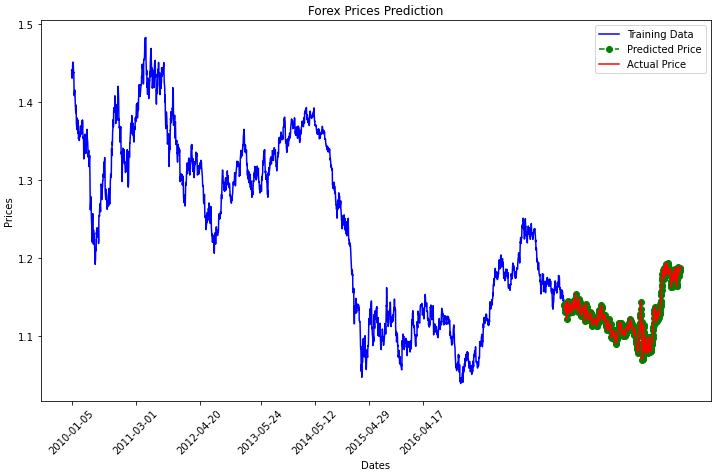 Forex Prices Prediction
1.5
1.4
1.3
1.2
1.1
Prices
Training Data
Predicted Price
Actual Price
2010-01-05
2011-03-01
2012-04-20
2013-05-24
2014-05-12
2015-04-29
2016-04-17
Dates